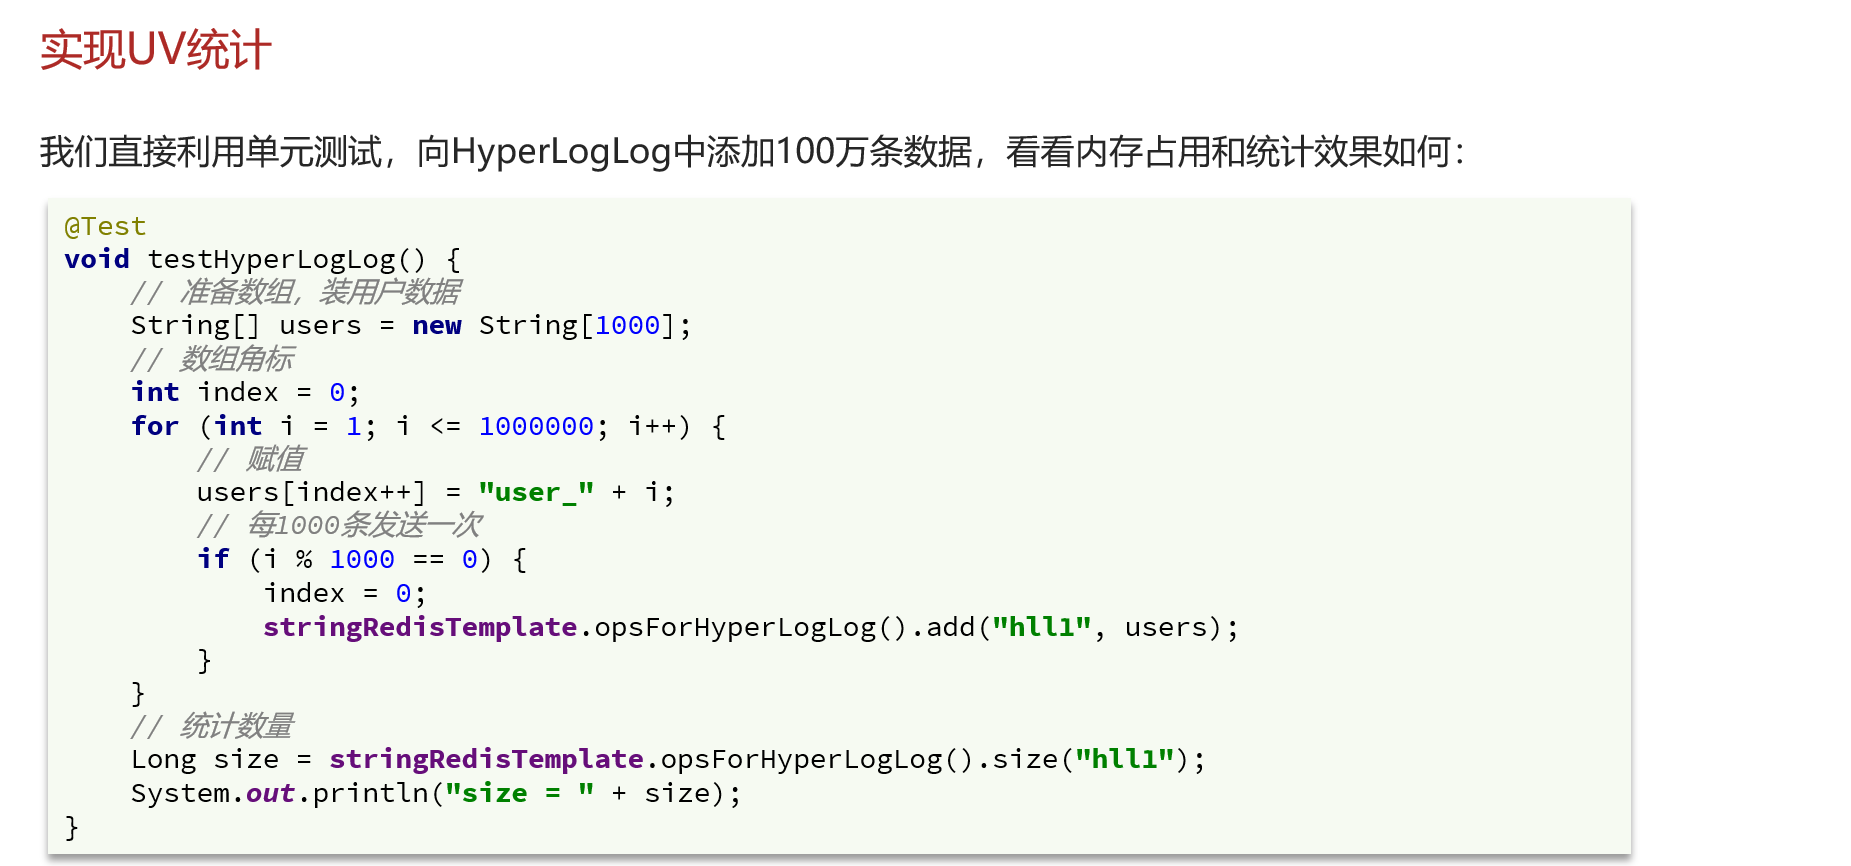 实现UV统计
我们直接利用单元测试，向HyperLogLog中添加100万条数据，看看内存占用和统计效果如何：
@Test
void testHyperLogLog() {
    // 准备数组，装用户数据
    String[] users = new String[1000];
    // 数组角标
    int index = 0;
    for (int i = 1; i <= 1000000; i++) {
        // 赋值
        users[index++] = "user_" + i;
        // 每1000条发送一次
        if (i % 1000 == 0) {
            index = 0;
            stringRedisTemplate.opsForHyperLogLog().add("hll1", users);
        }
    }
    // 统计数量
    Long size = stringRedisTemplate.opsForHyperLogLog().size("hll1");
    System.out.println("size = " + size);
}